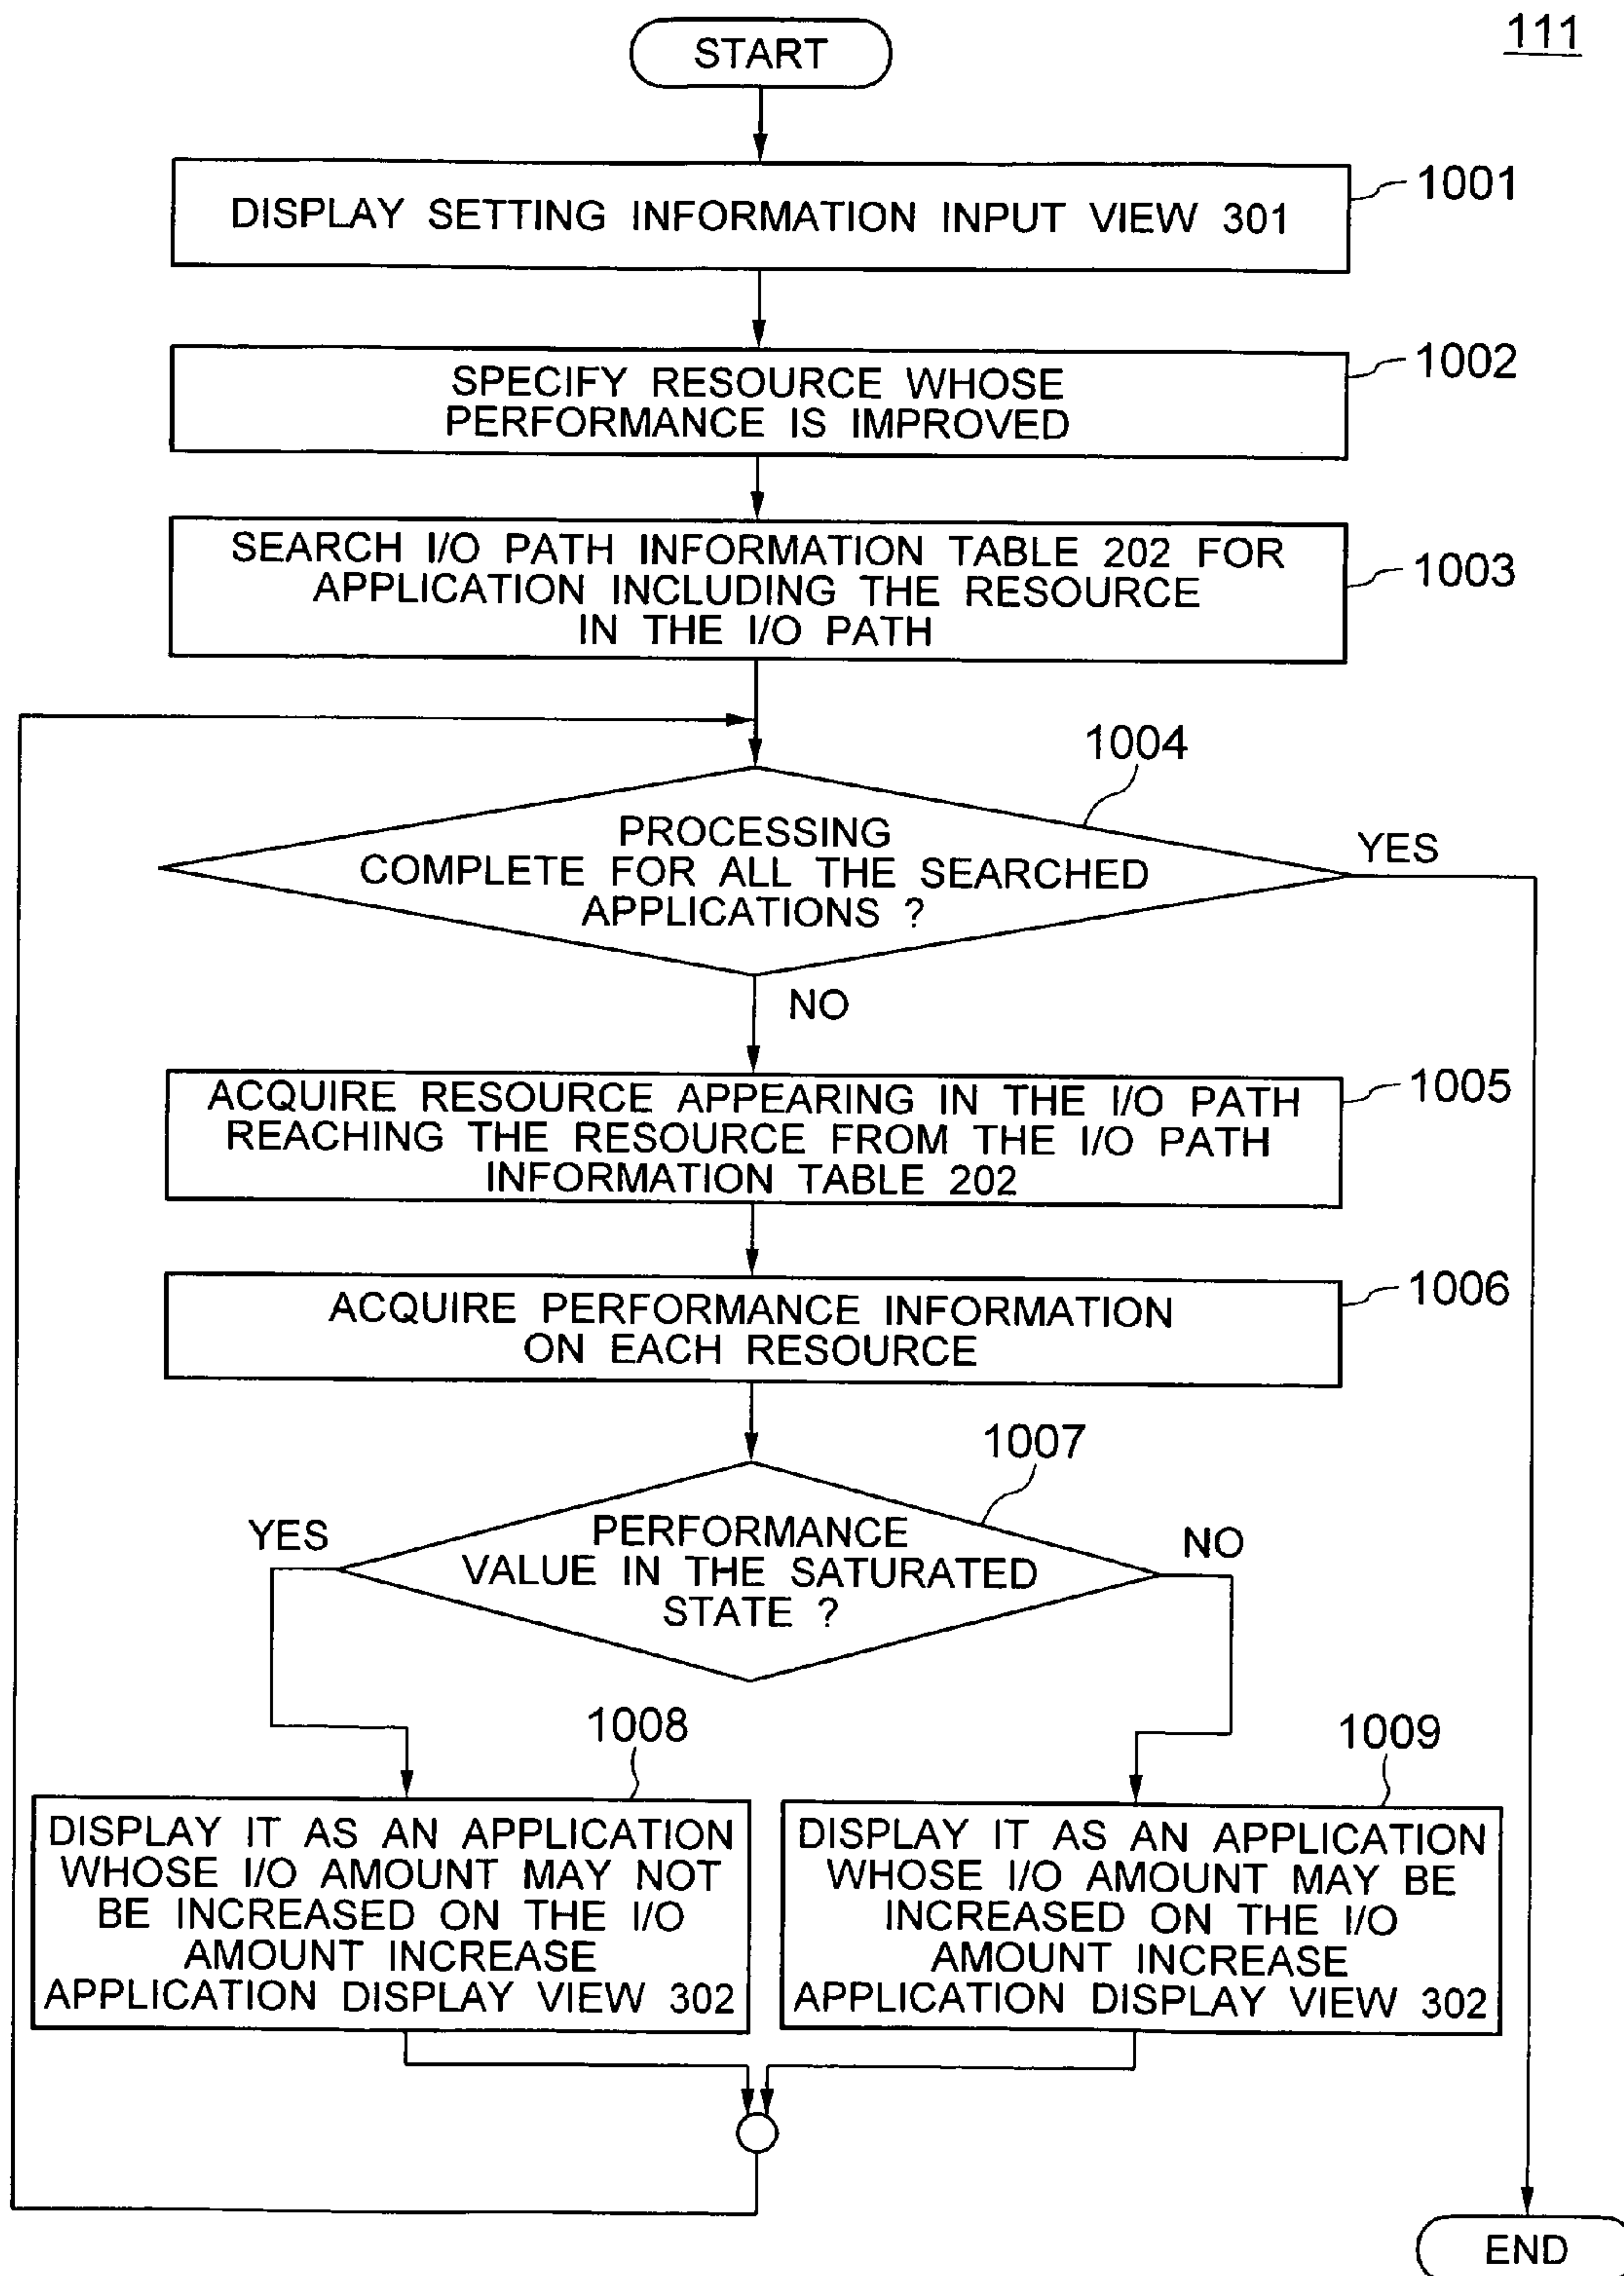 111
START
1001
DISPLAY SETTING INFORMATION INPUT VIEW 301
1002
SPECIFY RESOURCE WHOSE
PERFORMANCE IS IMPROVED
1003
SEARCH I/O PATH INFORMATION TABLE 202 FOR
APPLICATION INCLUDING THE RESOURCE
IN THE I/O PATH
1004
PROCESSING
COMPLETE FOR ALL THE SEARCHED
APPLICATIONS ?
YES
NO
1005
ACQUIRE RESOURCE APPEARING IN THE I/O PATH
REACHING THE RESOURCE FROM THE I/O PATH
INFORMATION TABLE 202
1006
ACQUIRE PERFORMANCE INFORMATION
ON EACH RESOURCE
1007
PERFORMANCE
VALUE IN THE SATURATED
STATE ?
YES
NO
1008
DISPLAY IT AS AN APPLICATION
WHOSE I/O AMOUNT MAY NOT
BE INCREASED ON THE I/O
AMOUNT INCREASE
APPLICATION DISPLAY VIEW 302
1009
DISPLAY IT AS AN APPLICATION
WHOSE I/O AMOUNT MAY BE
INCREASED ON THE I/O
AMOUNT INCREASE
APPLICATION DISPLAY VIEW 302
END